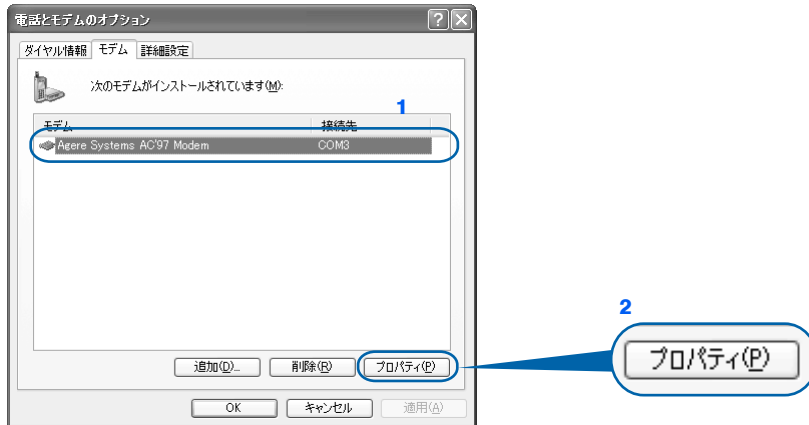 電話とモデムのオプション
ダイヤル情報 モデム 詳細設定
次のモデムがインストールされています(M):
1
モデム 接続先
Agere Systems AC'97 Modem COM3
追加(D)... 削除(R) プロパティ(P)
OK キャンセル 適用(A)
2
プロパティ(P)